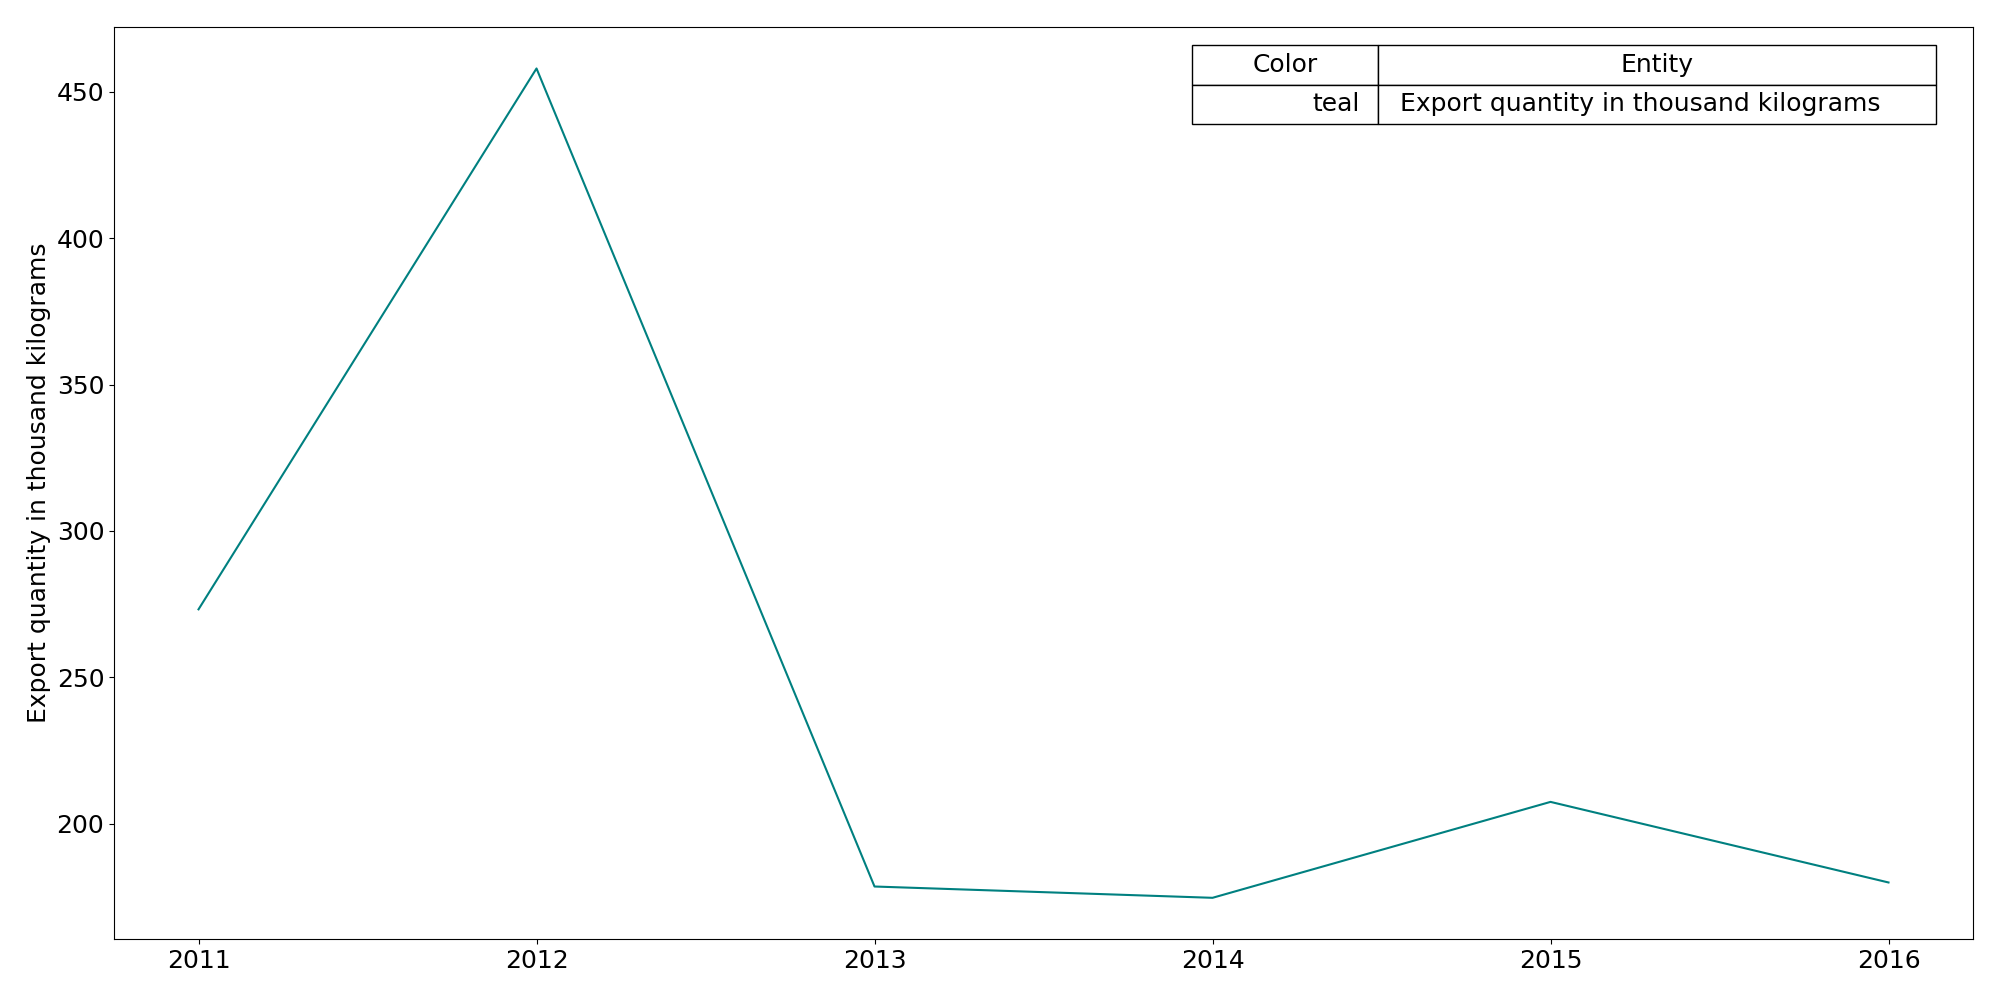 Color Entity
teal Export quantity in thousand kilograms
Export quantity in thousand kilograms
450
400
350
300
250
200
2011 2012 2013 2014 2015 2016